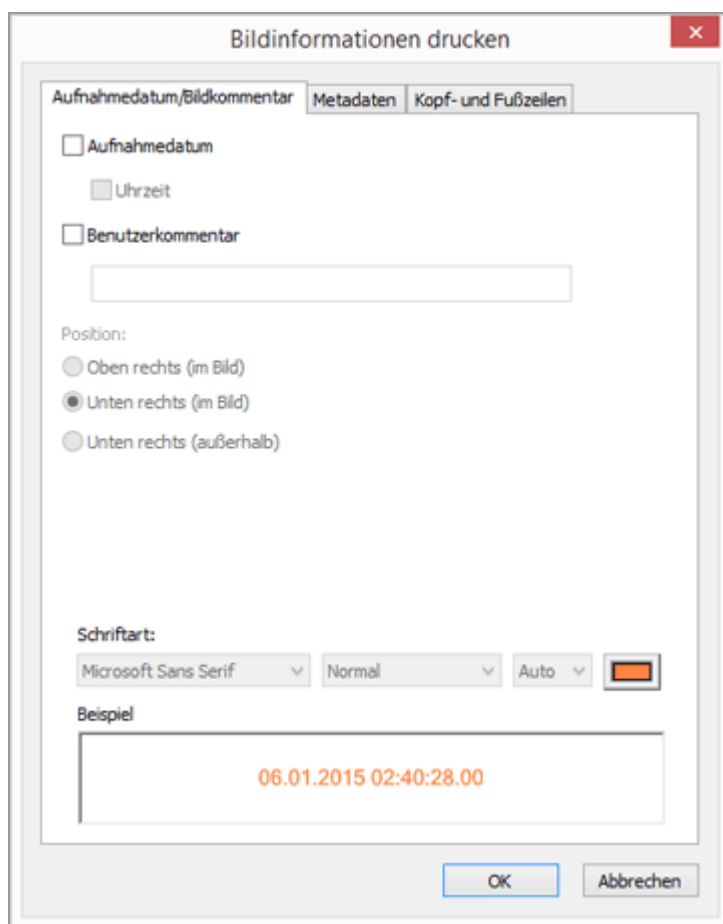 Bildinformationen drucken
Aufnahmedatum/Bildkommentar Metadaten Kopf- und Fußzeilen
Aufnahmedatum
Uhrzeit
Benutzerkommentar
Position:
Oben rechts (im Bild)
Unten rechts (im Bild)
Unten rechts (außerhalb)
Schriftart:
Microsoft Sans Serif Normal Auto
Beispiel
06.01.2015 02:40:28.00
OK Abbrechen